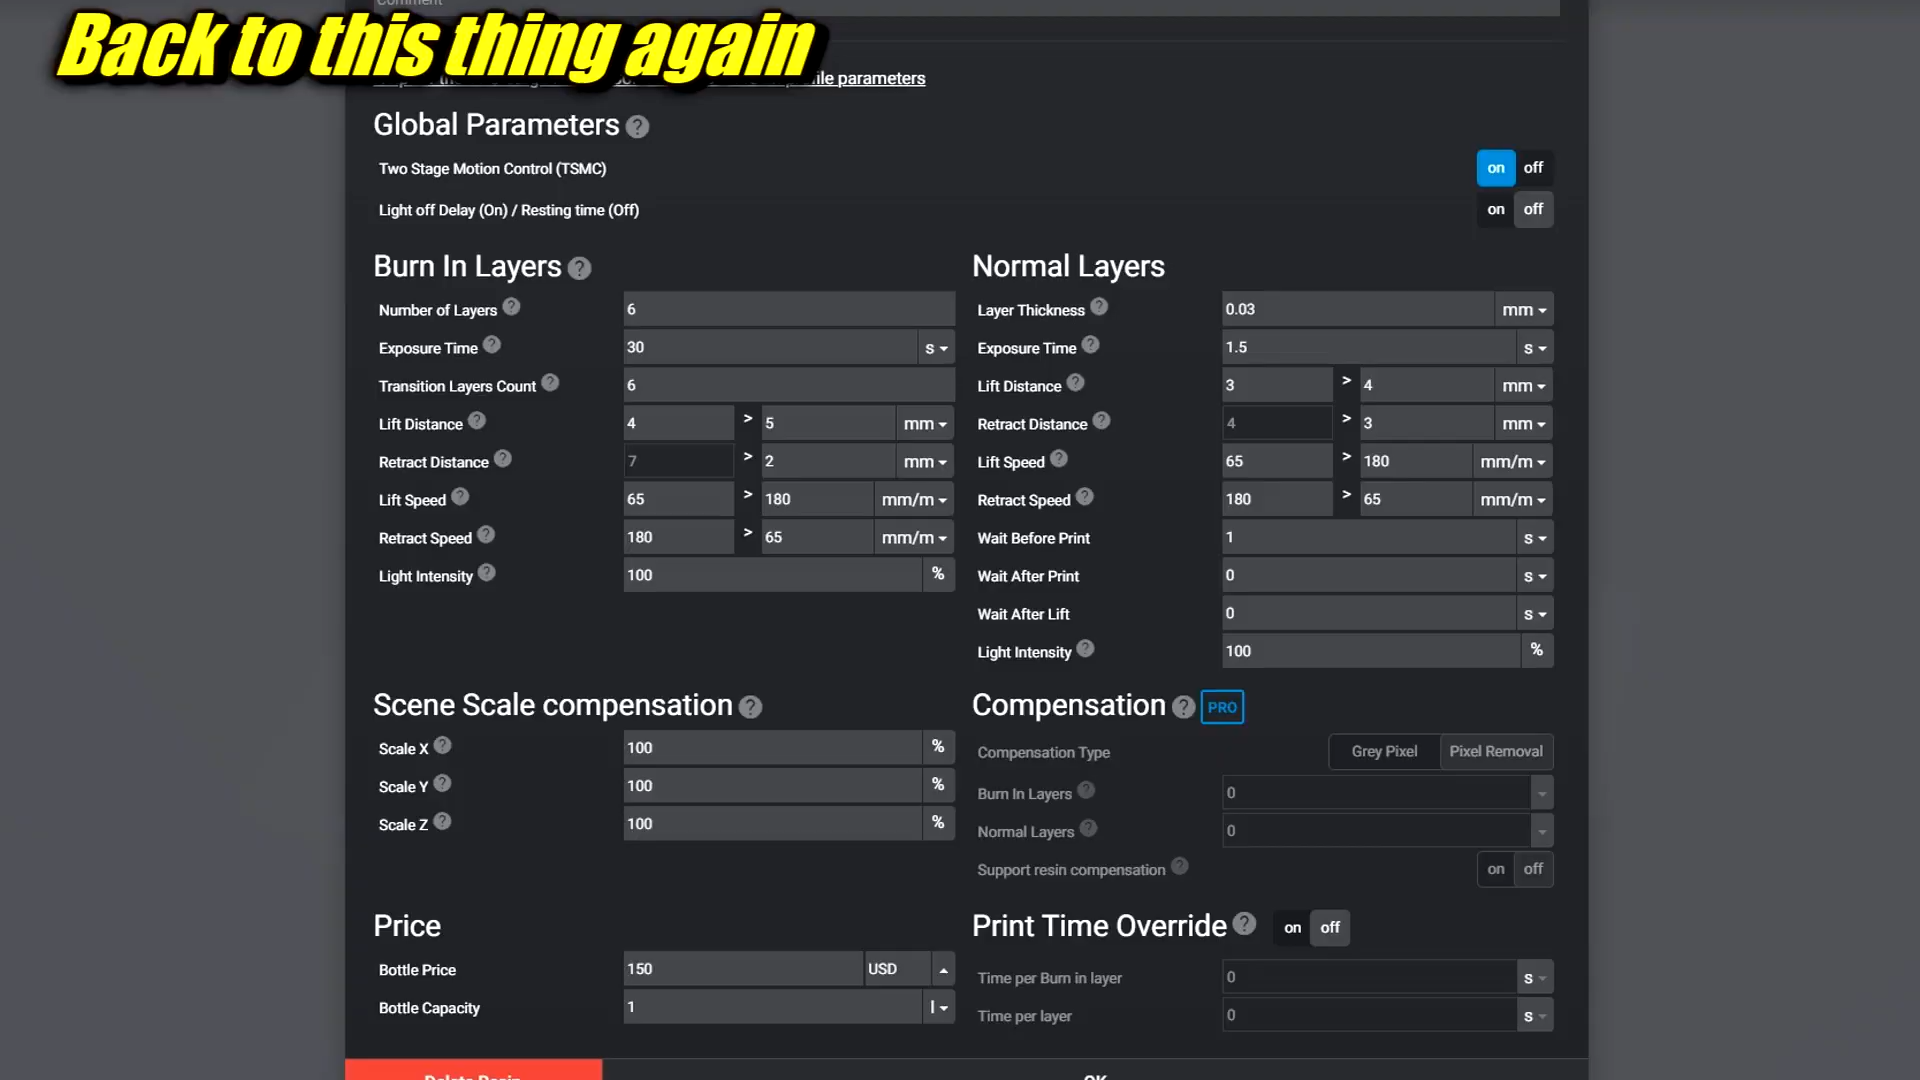 Comment
Back to this thing again
file parameters
Global Parameters ?
Two Stage Motion Control (TSMC) on off
Light off Delay (On) / Resting time (Off) on off
Burn In Layers ?
Number of Layers ? 6
Exposure Time ? 30 s
Transition Layers Count ? 6
Lift Distance ? 4 > 5 mm
Retract Distance ? 7 > 2 mm
Lift Speed ? 65 > 180 mm/m
Retract Speed ? 180 > 65 mm/m
Light Intensity ? 100 %
Normal Layers
Layer Thickness ? 0.03 mm
Exposure Time ? 1.5 s
Lift Distance ? 3 > 4 mm
Retract Distance ? 4 > 3 mm
Lift Speed ? 65 > 180 mm/m
Retract Speed ? 180 > 65 mm/m
Wait Before Print 1 s
Wait After Print 0 s
Wait After Lift 0 s
Light Intensity ? 100 %
Scene Scale compensation ?
Scale X ? 100 %
Scale Y ? 100 %
Scale Z ? 100 %
Compensation ? PRO
Compensation Type Grey Pixel Pixel Removal
Burn In Layers ? 0
Normal Layers ? 0
Support resin compensation ? on off
Price
Bottle Price 150 USD
Bottle Capacity 1 l
Print Time Override ? on off
Time per Burn in layer 0 s
Time per layer 0 s
Delete Resin
OK